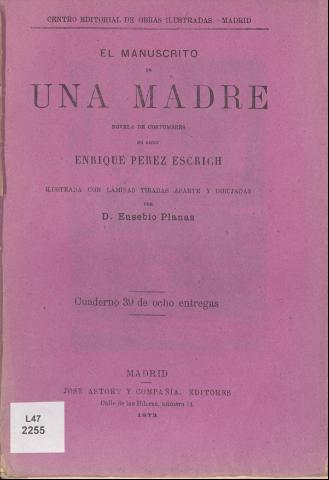 CENTRO EDITORIAL DE OBRAS ILUSTRADAS.—MADRID
EL MANUSCRITO
DE
UNA MADRE
NOVELA DE COSTUMBRES
ENRIQUE PEREZ ESCRICH
ILUSTRADA CON LÁMINAS TIRADAS APARTE Y DIBUJADAS
POR
D. Eusebio Planas
Cuaderno 39 de ocho entregas
MADRID
JOSÉ ASTORT Y COMPAÑÍA, EDITORES
Calle de las Hileras, número 14
1873
L47
2255